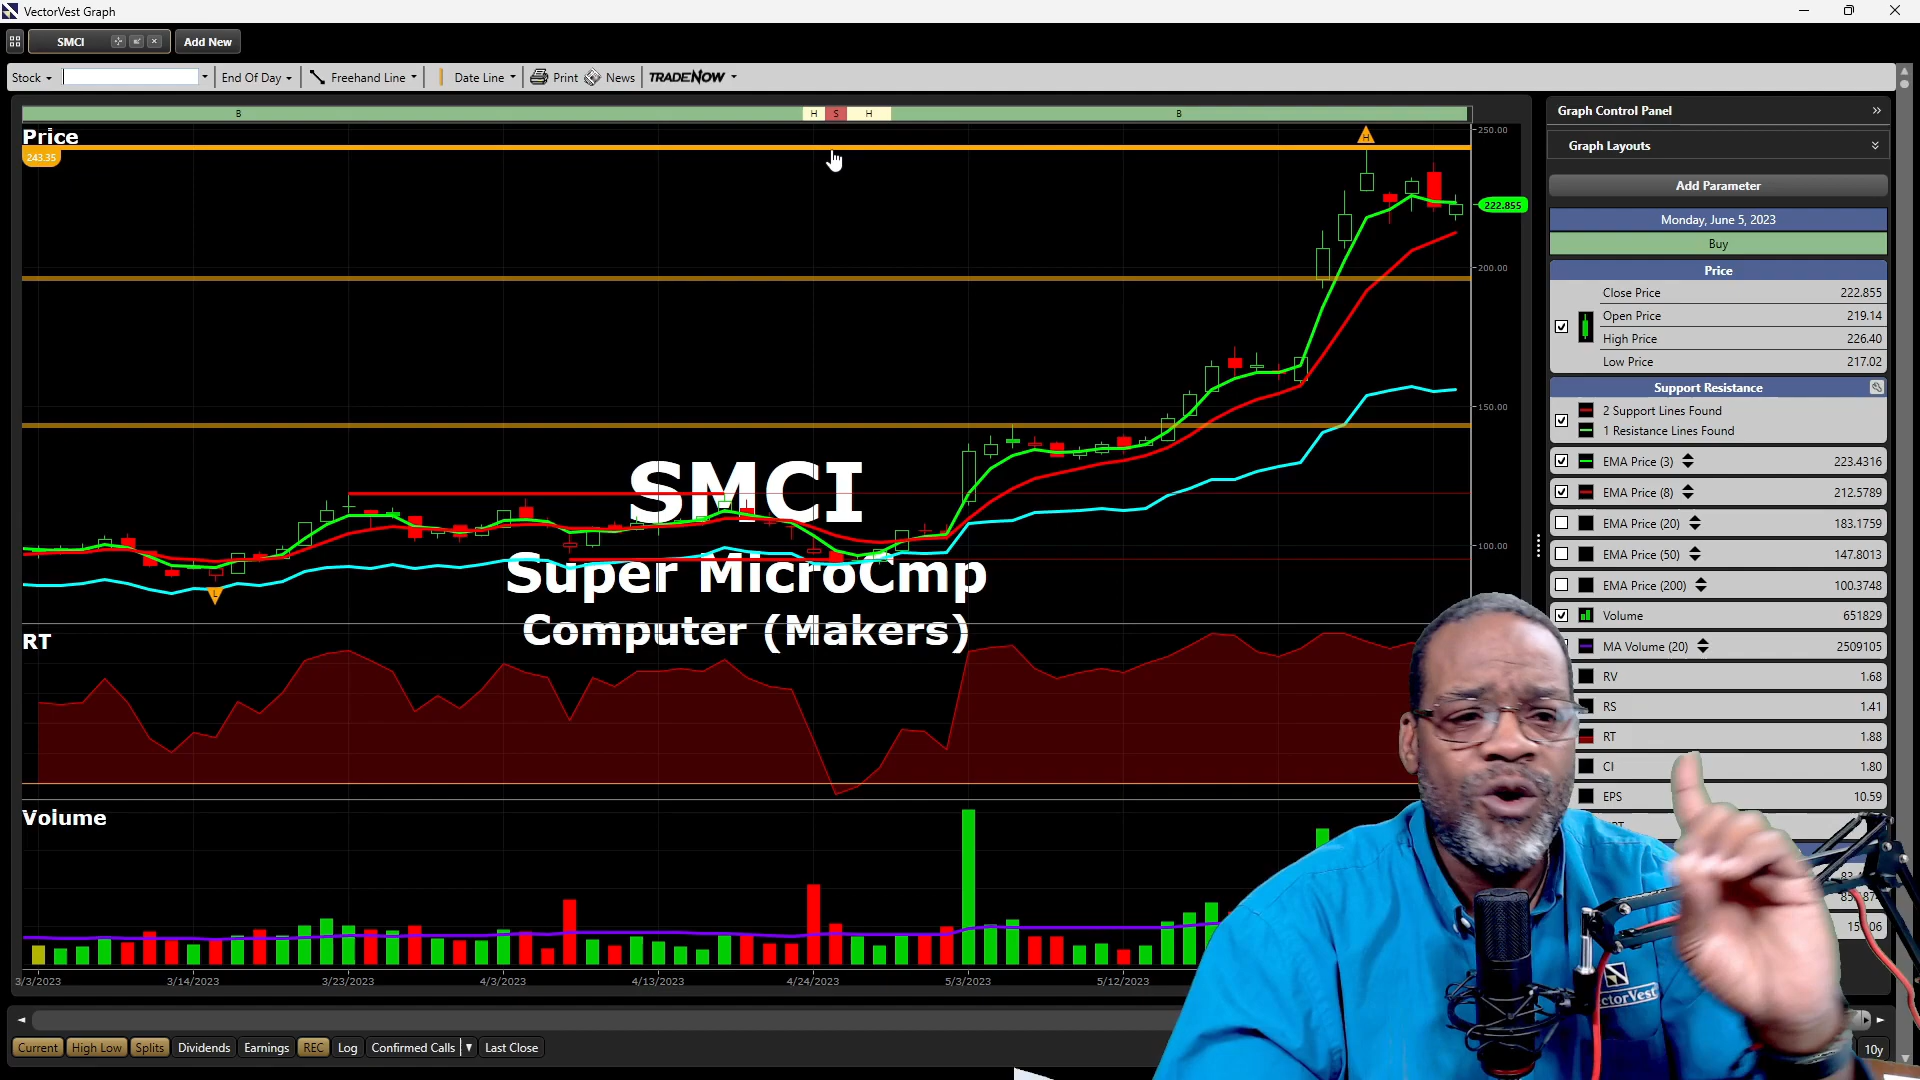 VectorVest Graph
SMCI
Add New
Stock
End Of Day
Freehand Line
Date Line
Print
News
TRADENOW
B
H
S
H
B
Price
243.35
H
L
250.00
222.855
200.00
150.00
100.00
SMCI
Super MicroCmp
Computer (Makers)
RT
Volume
3/3/2023
3/14/2023
3/23/2023
4/3/2023
4/13/2023
4/24/2023
5/3/2023
5/12/2023
Graph Control Panel
Graph Layouts
Add Parameter
Monday, June 5, 2023
Buy
Price
Close Price 222.855
Open Price 219.14
High Price 226.40
Low Price 217.02
Support Resistance
2 Support Lines Found
1 Resistance Lines Found
EMA Price (3) 223.4316
EMA Price (8) 212.5789
EMA Price (20) 183.1759
EMA Price (50) 147.8013
EMA Price (200) 100.3748
Volume 651829
MA Volume (20) 2509105
RV 1.68
RS 1.41
RT 1.88
CI 1.80
EPS 10.59
ctorVest
Current
High Low
Splits
Dividends
Earnings
REC
Log
Confirmed Calls
Last Close
10y